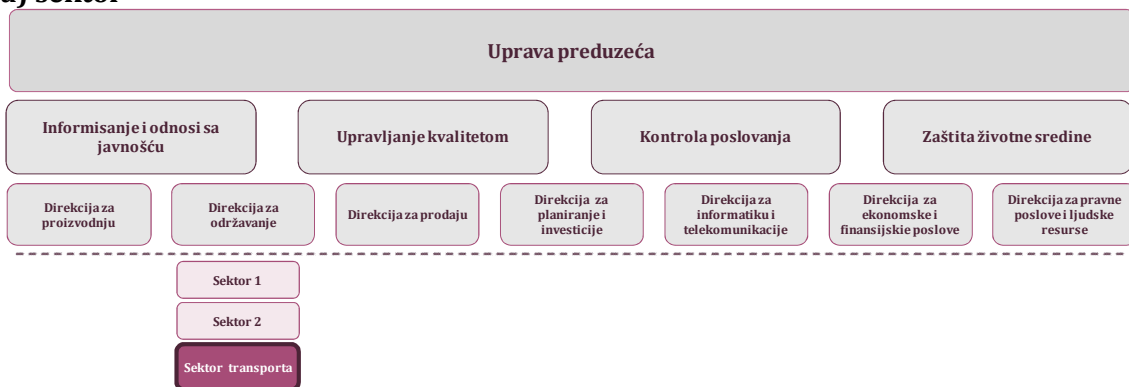 sektor
Uprava preduzeća
Informisanje i odnosi sa
javnošću
Upravljanje kvalitetom
Kontrola poslovanja
Zaštita životne sredine
Direkcija za
proizvodnju
Direkcija za
održavanje
Direkcija za prodaju
Direkcija za
planiranje i
investicije
Direkcija za
informatiku i
telekomunikacije
Direkcija za
ekonomske i
finansijskie poslove
Direkcija za pravne
poslove i ljudske
resurse
Sektor 1
Sektor 2
Sektor transporta